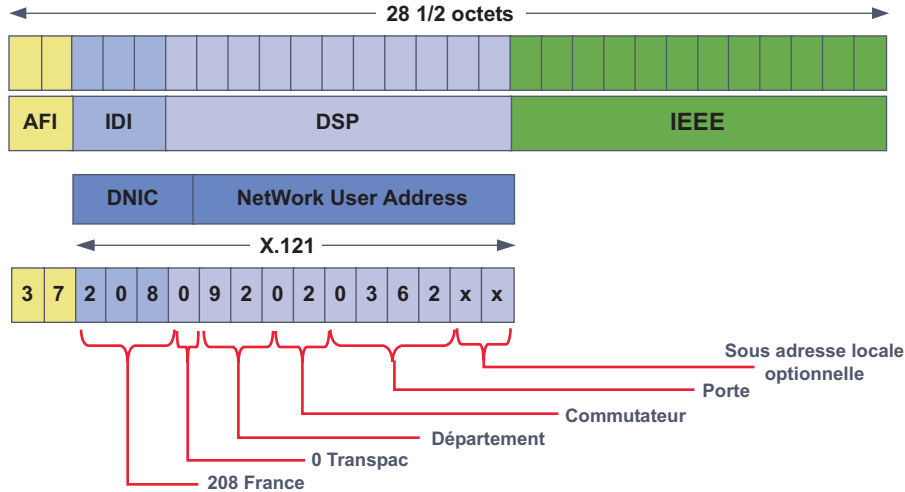 28 1/2 octets
AFI IDI DSP IEEE
DNIC NetWork User Address
X.121
3 7 2 0 8 0 9 2 0 2 0 3 6 2 x x
Sous adresse locale
optionnelle
Porte
Commutateur
Département
0 Transpac
208 France